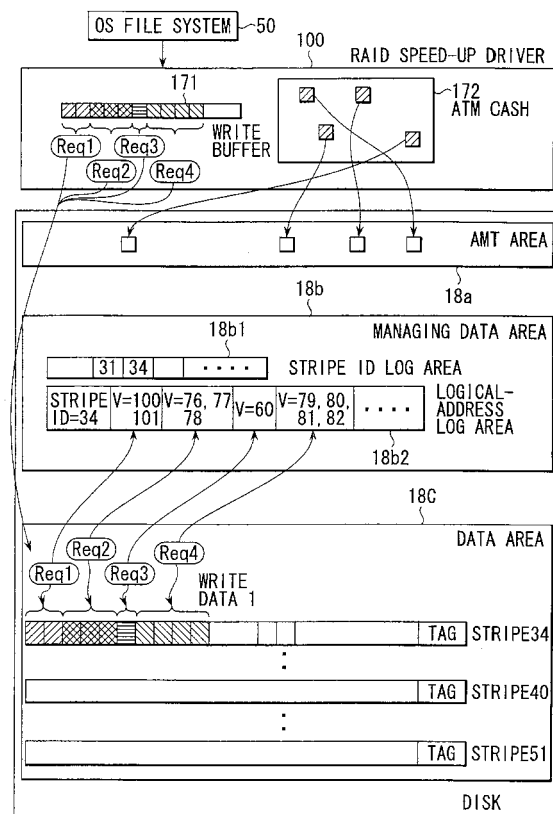 OS FILE SYSTEM
50
100
RAID SPEED-UP DRIVER
171
172
ATM CASH
WRITE
BUFFER
Req1
Req3
Req2
Req4
AMT AREA
18a
18b
MANAGING DATA AREA
18b1
31 34 ····
STRIPE ID LOG AREA
STRIPE
ID=34
V=100
101
V=76, 77
78
V=60
V=79, 80,
81, 82
····
LOGICAL-
ADDRESS
LOG AREA
18b2
18C
DATA AREA
Req2
Req4
Req1
Req3
WRITE
DATA 1
TAG STRIPE34
TAG STRIPE40
TAG STRIPE51
DISK